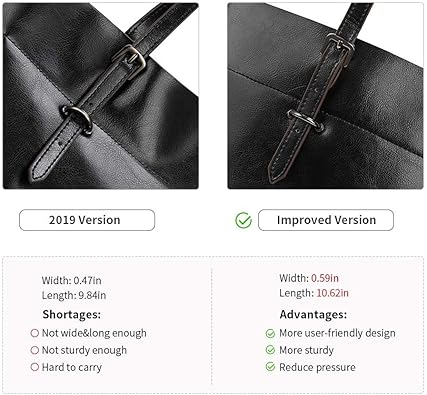 2019 Version
Improved Version
Width: 0.47in
Length: 9.84in
Shortages:
Not wide&long enough
Not sturdy enough
Hard to carry
Width: 0.59in
Length: 10.62in
Advantages:
More user-friendly design
More sturdy
Reduce pressure